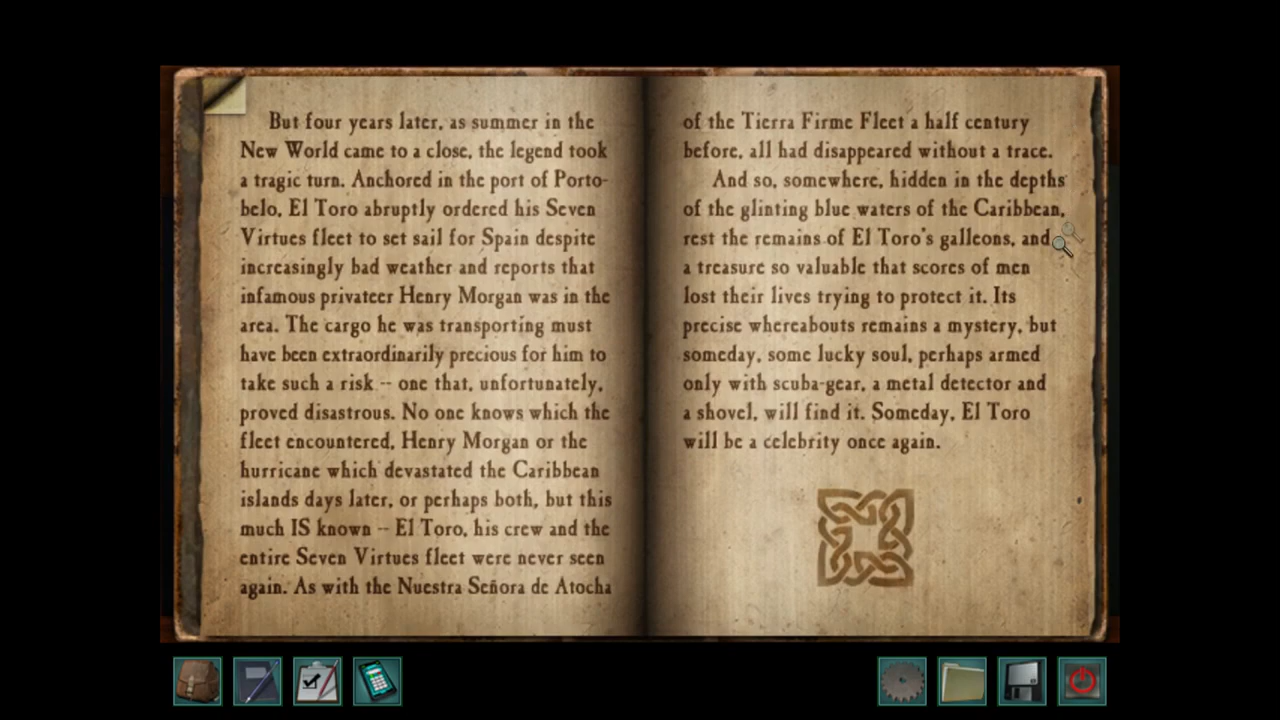 But four years later, as summer in the
New World came to a close, the legend took
a tragic turn. Anchored in the port of Porto-
belo, El Toro abruptly ordered his Seven
Virtues fleet to set sail for Spain despite
increasingly bad weather and reports that
infamous privateer Henry Morgan was in the
area. The cargo he was transporting must
have been extraordinarily precious for him to
take such a risk -- one that, unfortunately,
proved disastrous. No one knows which the
fleet encountered, Henry Morgan or the
hurricane which devastated the Caribbean
islands days later, or perhaps both, but this
much IS known -- El Toro, his crew and the
entire Seven Virtues fleet were never seen
again. As with the Nuestra Señora de Atocha
of the Tierra Firme Fleet a half century
before, all had disappeared without a trace.
And so, somewhere, hidden in the depths
of the glinting blue waters of the Caribbean,
rest the remains of El Toro's galleons, and
a treasure so valuable that scores of men
lost their lives trying to protect it. Its
precise whereabouts remains a mystery, but
someday, some lucky soul, perhaps armed
only with scuba-gear, a metal detector and
a shovel, will find it. Someday, El Toro
will be a celebrity once again.